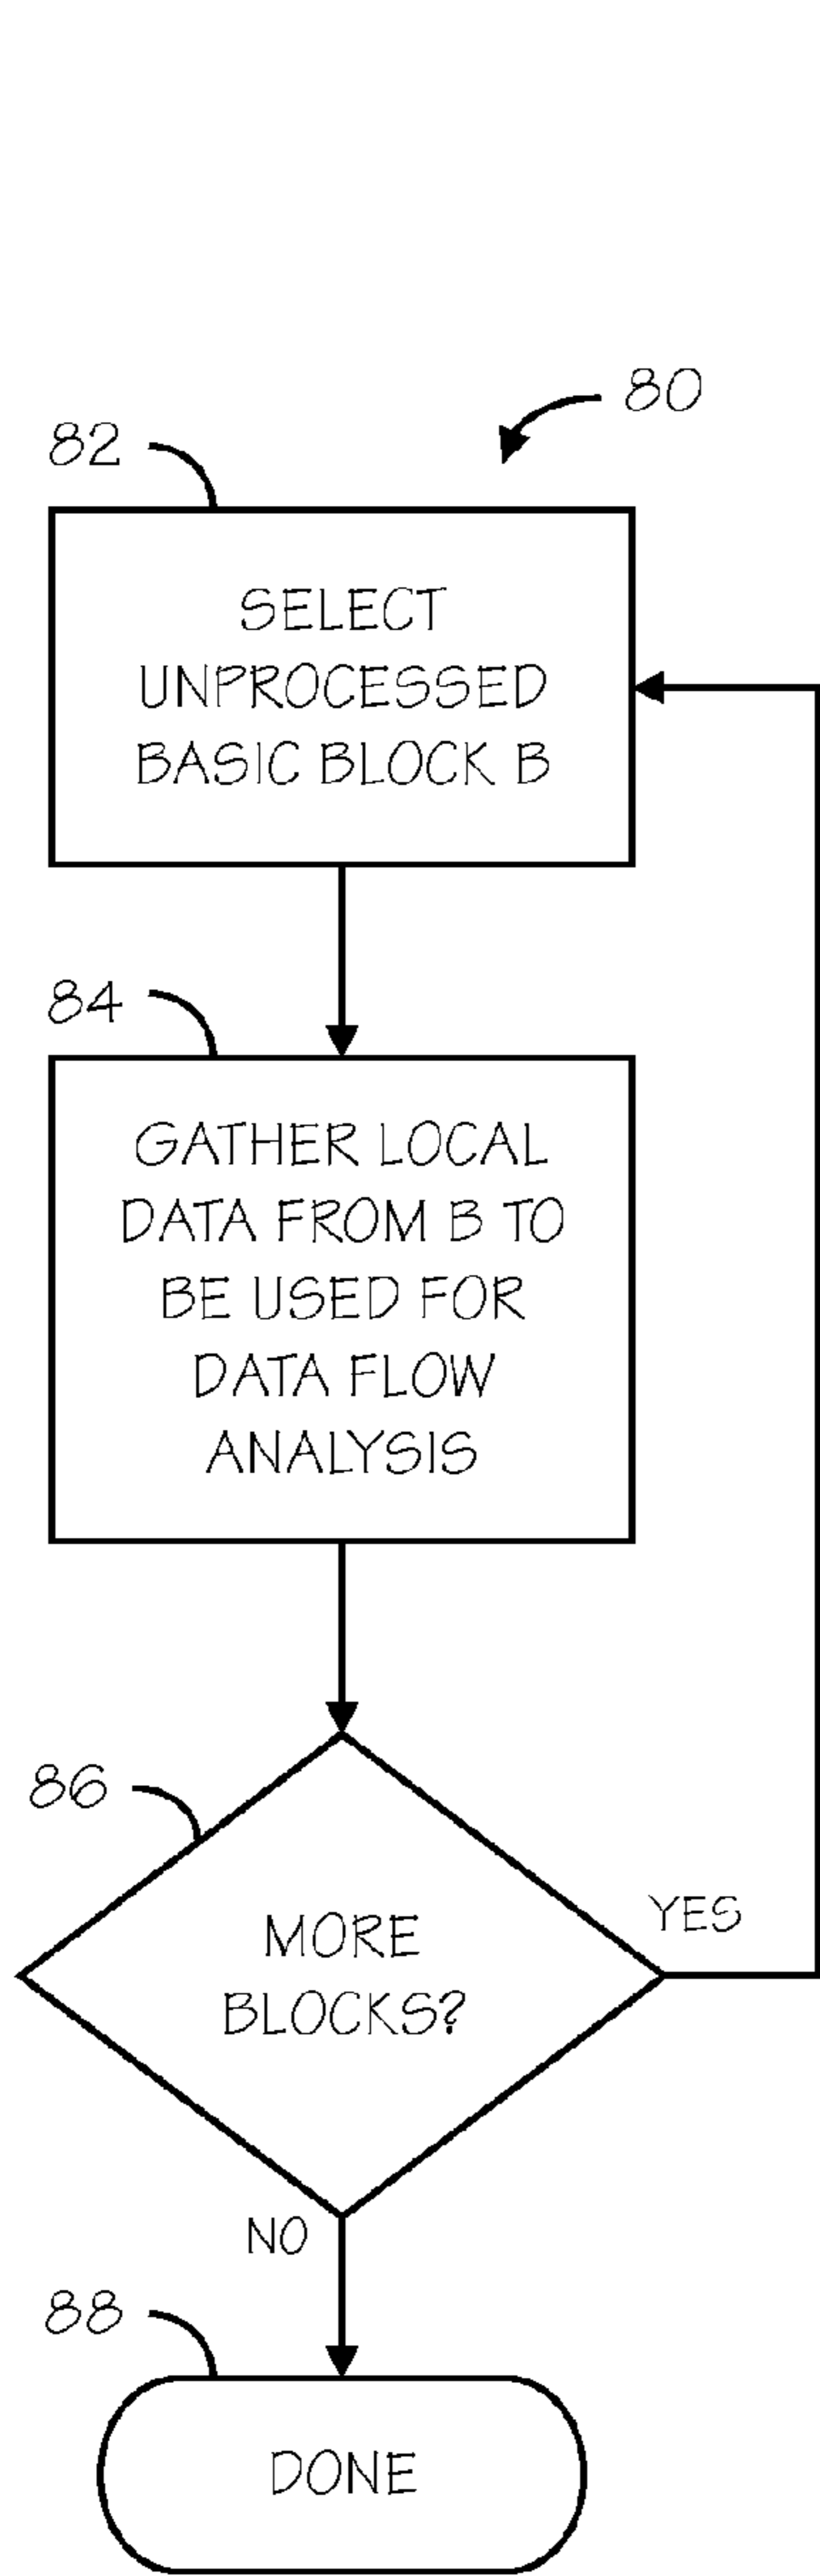 80
82
SELECT
UNPROCESSED
BASIC BLOCK B
84
GATHER LOCAL
DATA FROM B TO
BE USED FOR
DATA FLOW
ANALYSIS
86
MORE
BLOCKS?
YES
NO
88
DONE